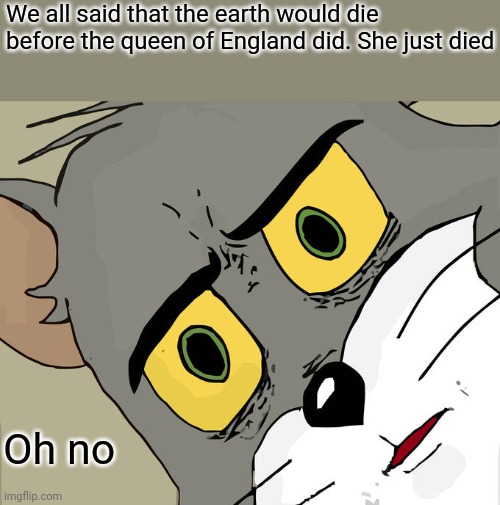 We all said that the earth would die
before the queen of England did. She just died
Oh no
imgflip.com